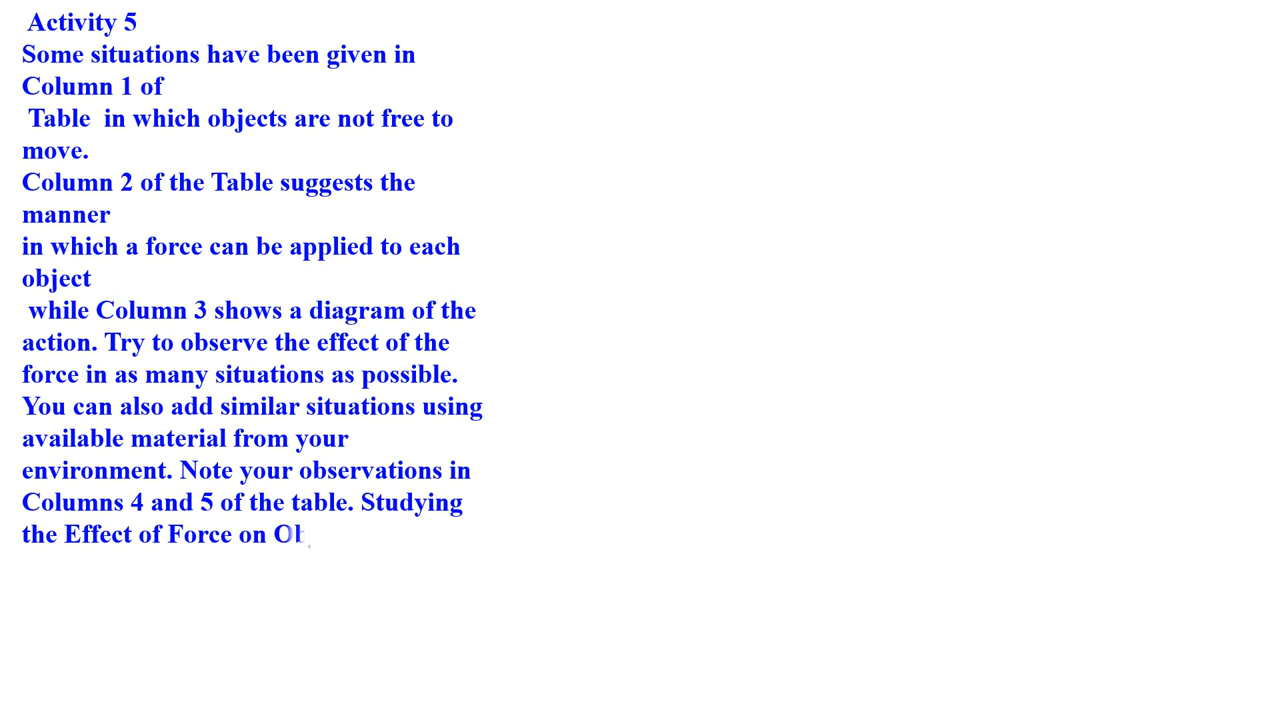 Activity 5
Some situations have been given in
Column 1 of
Table in which objects are not free to
move.
Column 2 of the Table suggests the
manner
in which a force can be applied to each
object
while Column 3 shows a diagram of the
action. Try to observe the effect of the
force in as many situations as possible.
You can also add similar situations using
available material from your
environment. Note your observations in
Columns 4 and 5 of the table. Studying
the Effect of Force on